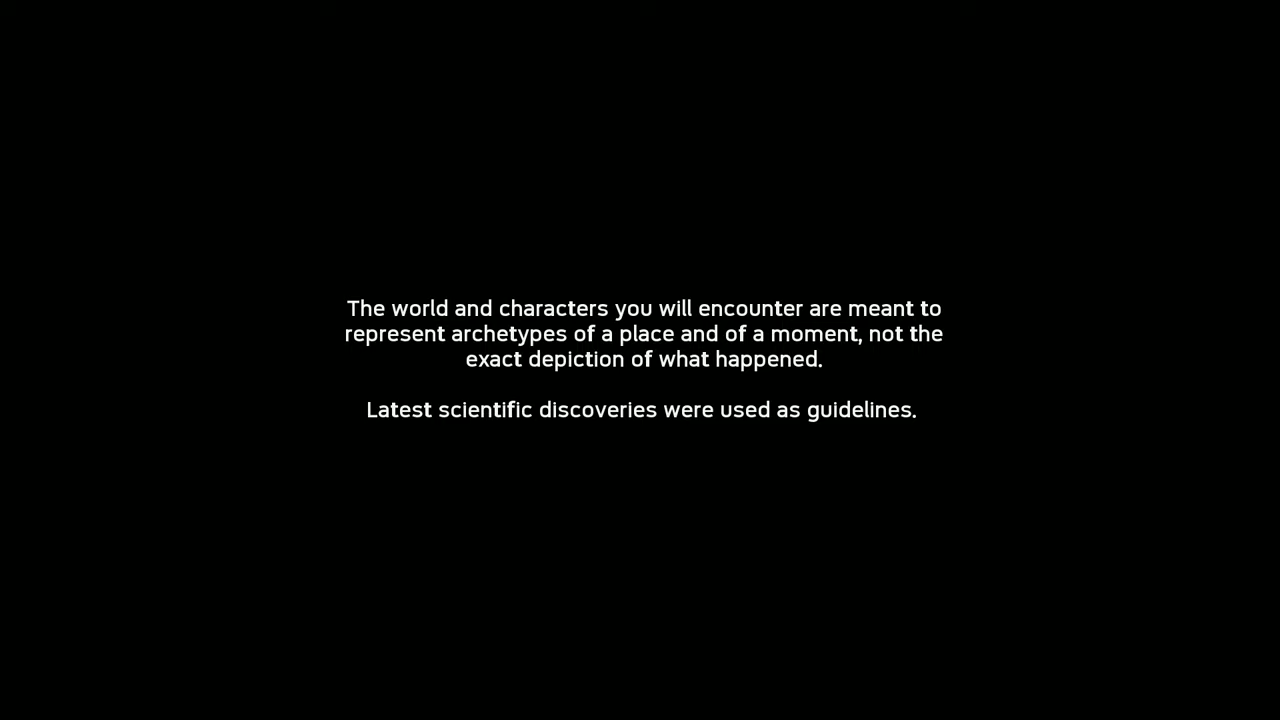 The world and characters you will encounter are meant to
represent archetypes of a place and of a moment, not the
exact depiction of what happened.
Latest scientific discoveries were used as guidelines.